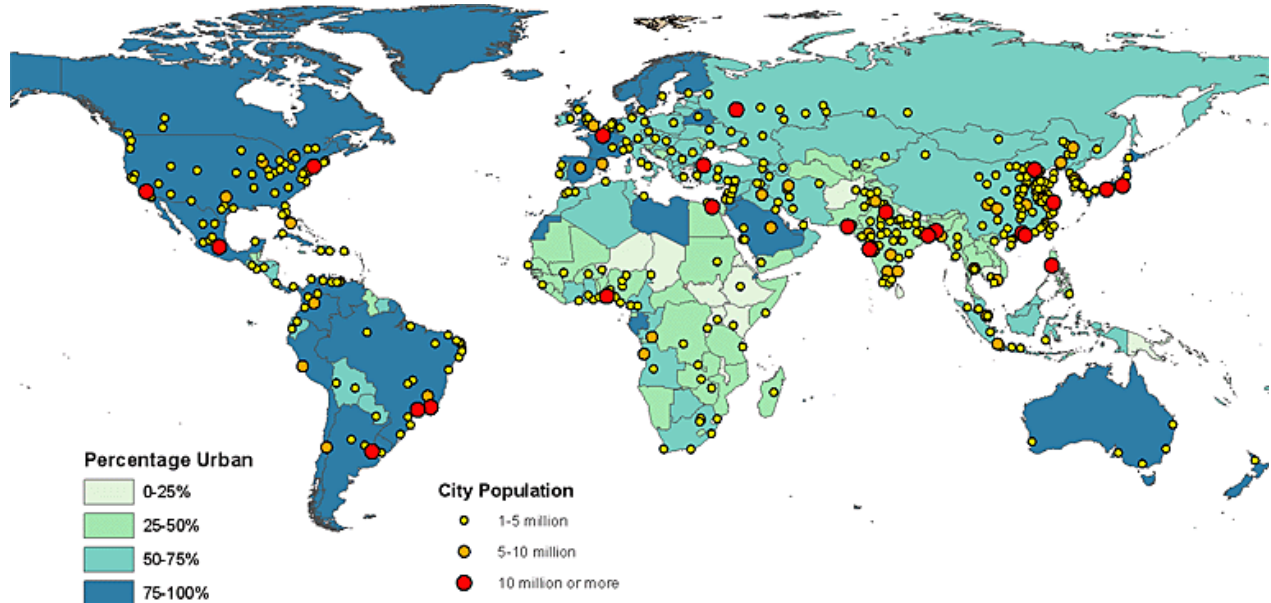 Percentage Urban
0-25%
25-50%
50-75%
75-100%
City Population
1-5 million
5-10 million
10 million or more